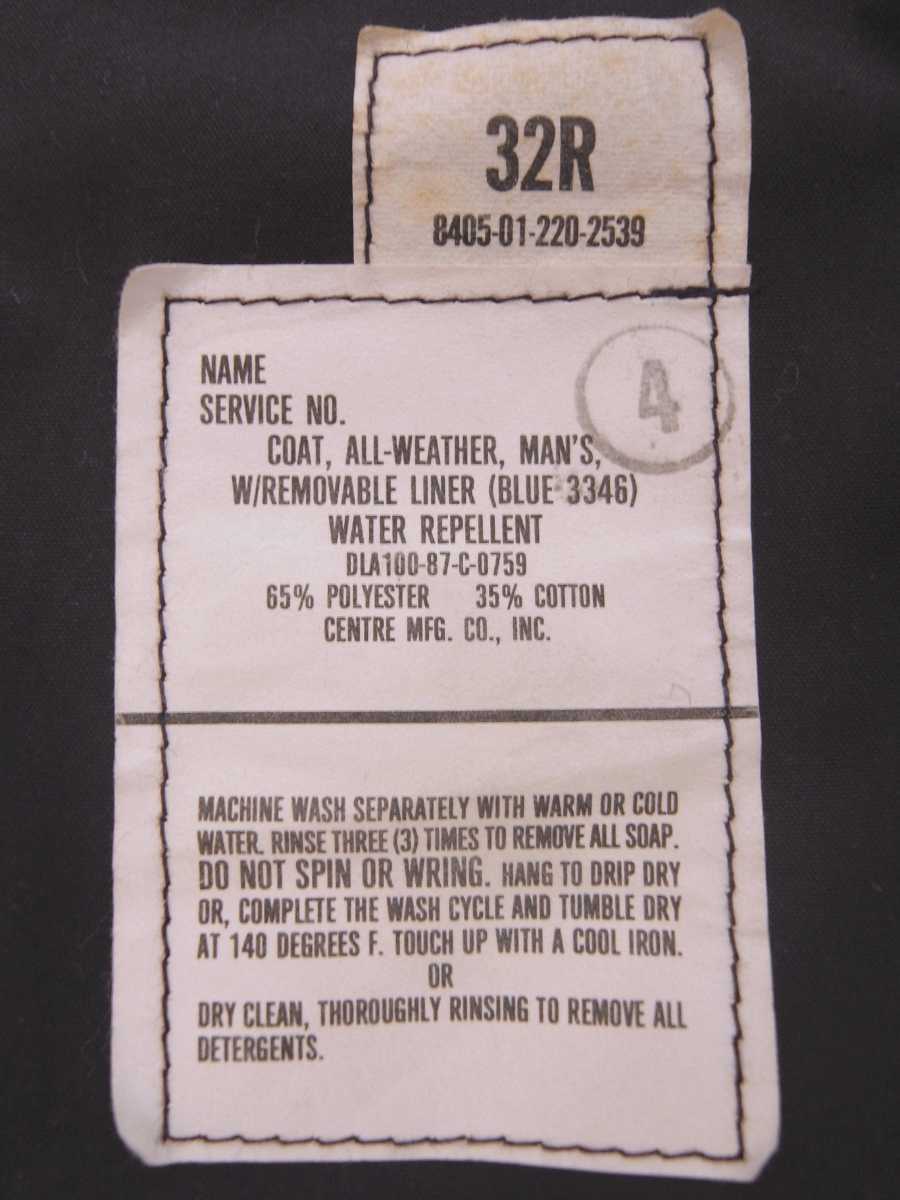 32R
8405-01-220-2539
4
NAME
SERVICE NO.
COAT, ALL-WEATHER, MAN'S,
W/REMOVABLE LINER (BLUE 3346)
WATER REPELLENT
DLA100-87-C-0759
65% POLYESTER 35% COTTON
CENTRE MFG. CO., INC.
MACHINE WASH SEPARATELY WITH WARM OR COLD
WATER. RINSE THREE (3) TIMES TO REMOVE ALL SOAP.
DO NOT SPIN OR WRING. HANG TO DRIP DRY
OR, COMPLETE THE WASH CYCLE AND TUMBLE DRY
AT 140 DEGREES F. TOUCH UP WITH A COOL IRON.
OR
DRY CLEAN, THOROUGHLY RINSING TO REMOVE ALL
DETERGENTS.